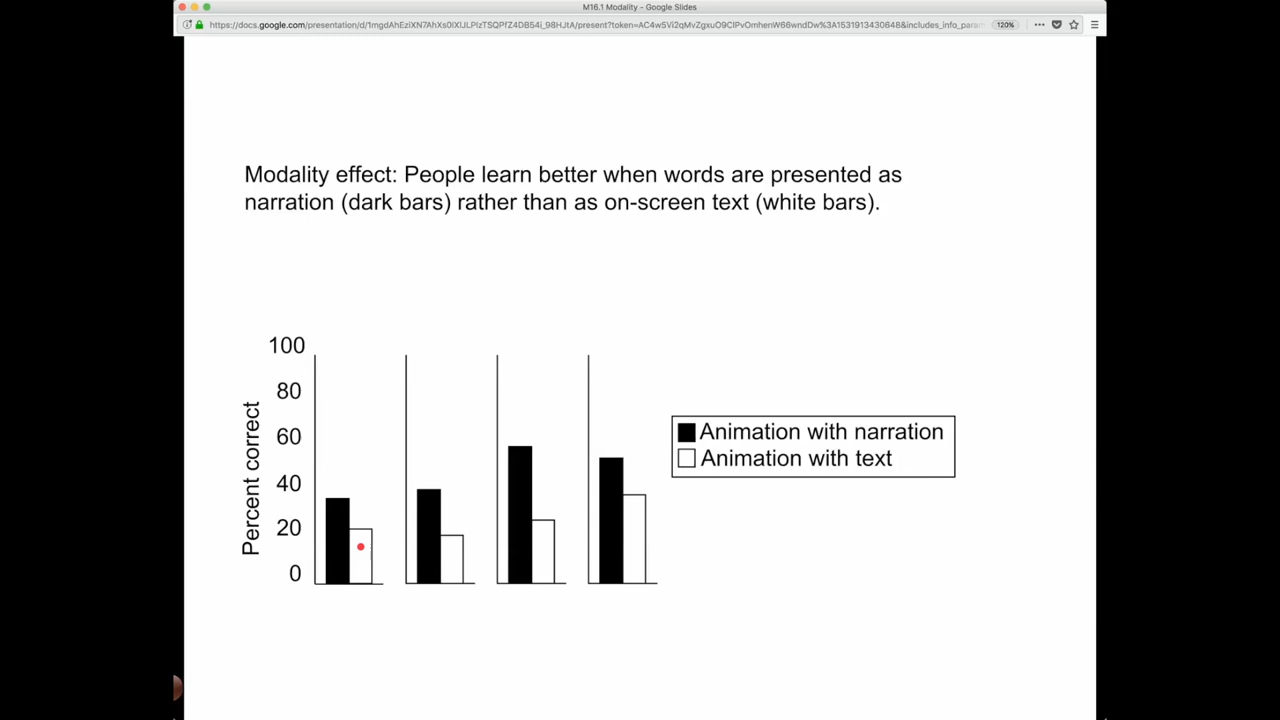 M16.1 Modality - Google Slides
120%
Modality effect: People learn better when words are presented as
narration (dark bars) rather than as on-screen text (white bars).
100
80
60
40
20
0
Percent correct
Animation with narration
Animation with text